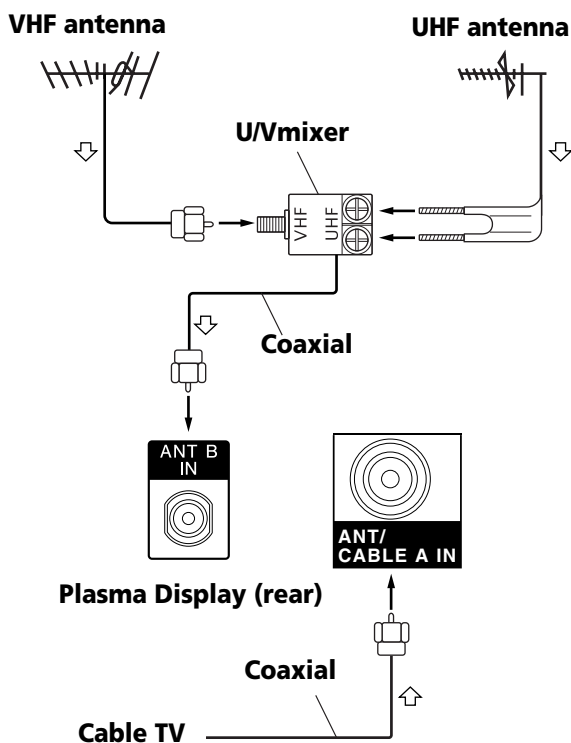 VHF antenna
UHF antenna
U/Vmixer
VHF
UHF
Coaxial
ANT B
IN
ANT/
CABLE A IN
Plasma Display (rear)
Coaxial
Cable TV